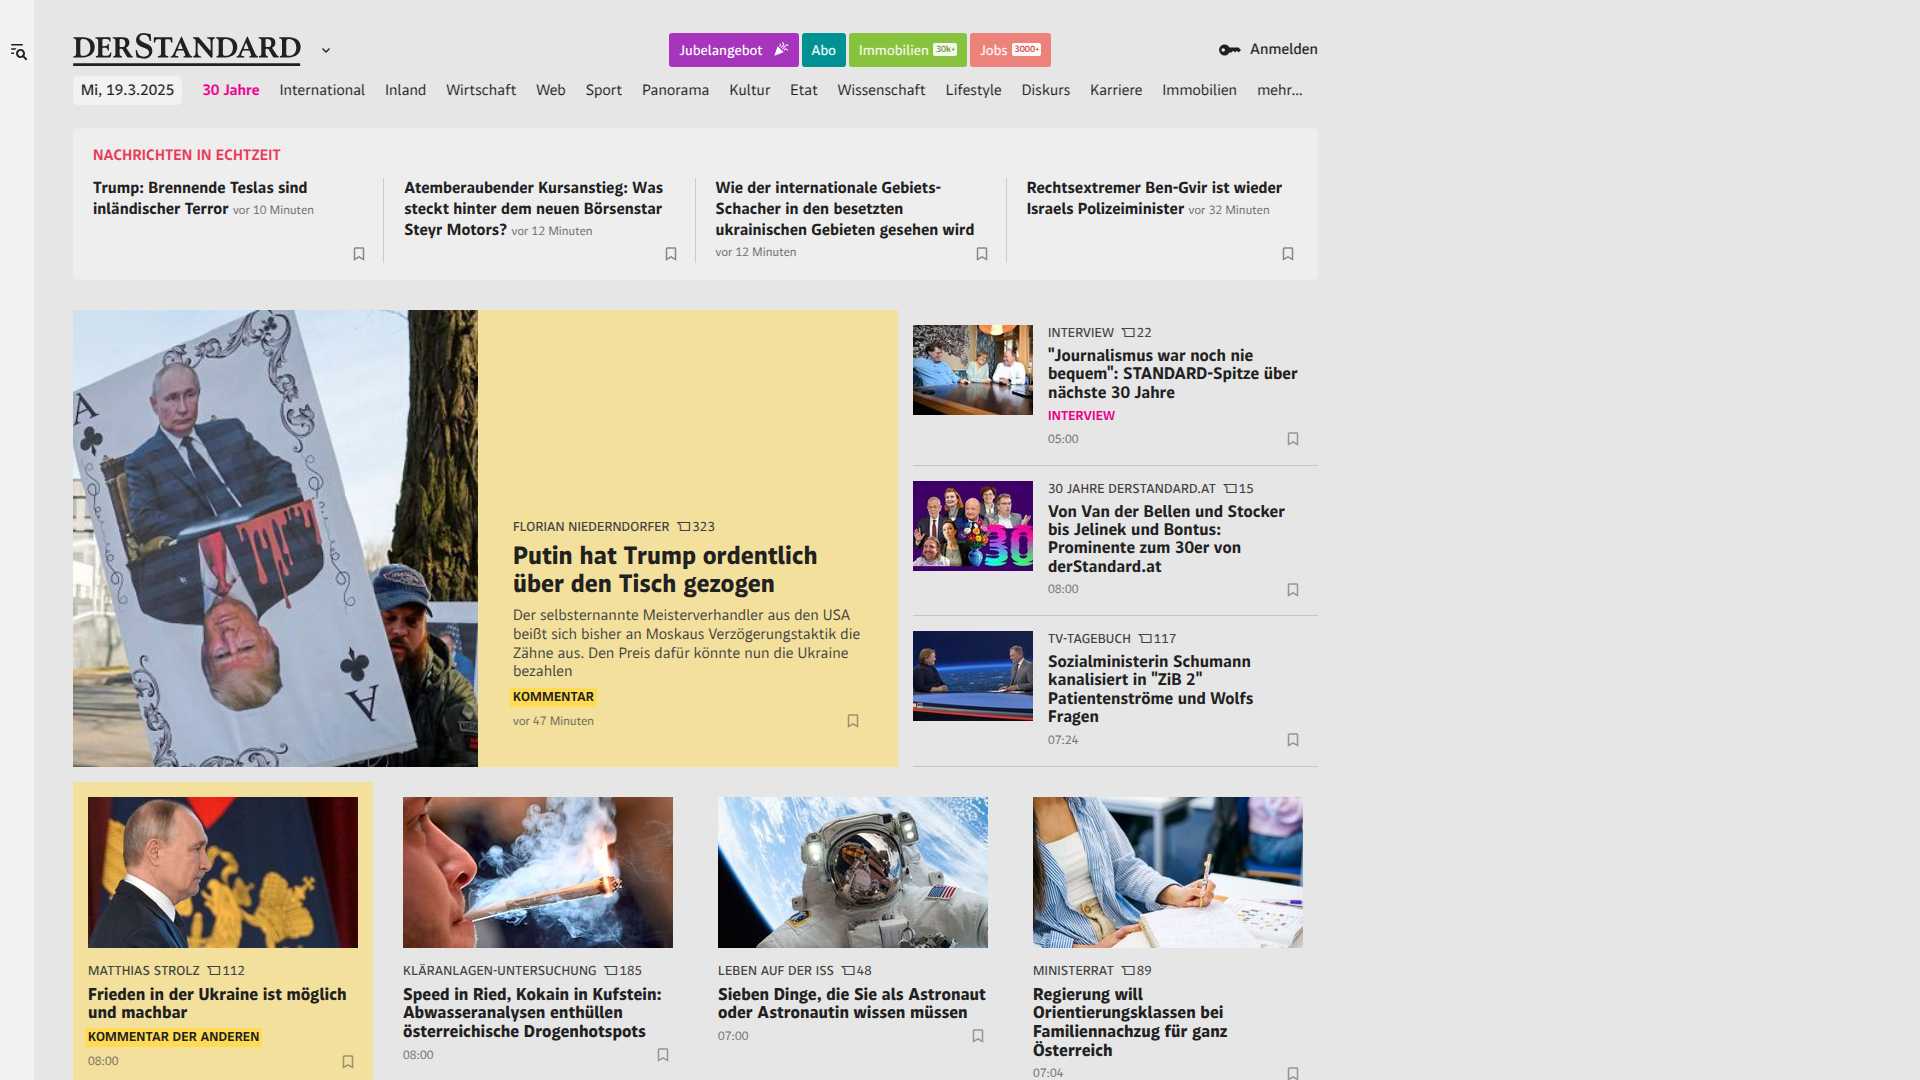 DERSTANDARD
Jubelangebot
Abo
Immobilien 30k+
Jobs 3000+
Anmelden
Mi, 19.3.2025
30 Jahre
International
Inland
Wirtschaft
Web
Sport
Panorama
Kultur
Etat
Wissenschaft
Lifestyle
Diskurs
Karriere
Immobilien
mehr...
NACHRICHTEN IN ECHTZEIT
Trump: Brennende Teslas sind
inländischer Terror vor 10 Minuten
Atemberaubender Kursanstieg: Was
steckt hinter dem neuen Börsenstar
Steyr Motors? vor 12 Minuten
Wie der internationale Gebiets-
Schacher in den besetzten
ukrainischen Gebieten gesehen wird
vor 12 Minuten
Rechtsextremer Ben-Gvir ist wieder
Israels Polizeiminister vor 32 Minuten
A
A
FLORIAN NIEDERNDORFER 323
Putin hat Trump ordentlich
über den Tisch gezogen
Der selbsternannte Meisterverhandler aus den USA
beißt sich bisher an Moskaus Verzögerungstaktik die
Zähne aus. Den Preis dafür könnte nun die Ukraine
bezahlen
KOMMENTAR
vor 47 Minuten
INTERVIEW 22
"Journalismus war noch nie
bequem": STANDARD-Spitze über
nächste 30 Jahre
INTERVIEW
05:00
30
30 JAHRE DERSTANDARD.AT 15
Von Van der Bellen und Stocker
bis Jelinek und Bontus:
Prominente zum 30er von
derStandard.at
08:00
TV-TAGEBUCH 117
Sozialministerin Schumann
kanalisiert in "ZiB 2"
Patientenströme und Wolfs
Fragen
07:24
MATTHIAS STROLZ 112
Frieden in der Ukraine ist möglich
und machbar
KOMMENTAR DER ANDEREN
08:00
KLÄRANLAGEN-UNTERSUCHUNG 185
Speed in Ried, Kokain in Kufstein:
Abwasseranalysen enthüllen
österreichische Drogenhotspots
08:00
LEBEN AUF DER ISS 48
Sieben Dinge, die Sie als Astronaut
oder Astronautin wissen müssen
07:00
MINISTERRAT 89
Regierung will
Orientierungsklassen bei
Familiennachzug für ganz
Österreich
07:04